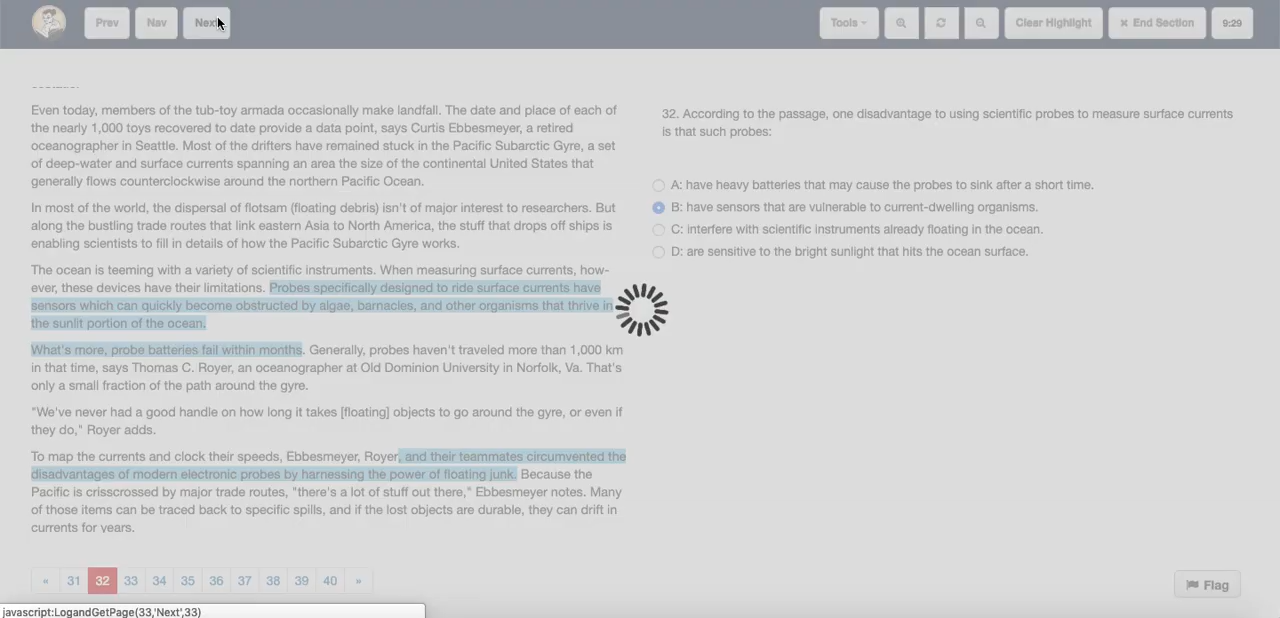 Prev
Nav
Next
Tools
Clear Highlight
× End Section
9:29
Even today, members of the tub-toy armada occasionally make landfall. The date and place of each of
the nearly 1,000 toys recovered to date provide a data point, says Curtis Ebbesmeyer, a retired
oceanographer in Seattle. Most of the drifters have remained stuck in the Pacific Subarctic Gyre, a set
of deep-water and surface currents spanning an area the size of the continental United States that
generally flows counterclockwise around the northern Pacific Ocean.
In most of the world, the dispersal of flotsam (floating debris) isn't of major interest to researchers. But
along the bustling trade routes that link eastern Asia to North America, the stuff that drops off ships is
enabling scientists to fill in details of how the Pacific Subarctic Gyre works.
The ocean is teeming with a variety of scientific instruments. When measuring surface currents, how-
ever, these devices have their limitations. Probes specifically designed to ride surface currents have
sensors which can quickly become obstructed by algae, barnacles, and other organisms that thrive in
the sunlit portion of the ocean.
What's more, probe batteries fail within months. Generally, probes haven't traveled more than 1,000 km
in that time, says Thomas C. Royer, an oceanographer at Old Dominion University in Norfolk, Va. That's
only a small fraction of the path around the gyre.
"We've never had a good handle on how long it takes [floating] objects to go around the gyre, or even if
they do," Royer adds.
To map the currents and clock their speeds, Ebbesmeyer, Royer, and their teammates circumvented the
disadvantages of modern electronic probes by harnessing the power of floating junk. Because the
Pacific is crisscrossed by major trade routes, "there's a lot of stuff out there," Ebbesmeyer notes. Many
of those items can be traced back to specific spills, and if the lost objects are durable, they can drift in
currents for years.
32. According to the passage, one disadvantage to using scientific probes to measure surface currents
is that such probes:
A: have heavy batteries that may cause the probes to sink after a short time.
B: have sensors that are vulnerable to current-dwelling organisms.
C: interfere with scientific instruments already floating in the ocean.
D: are sensitive to the bright sunlight that hits the ocean surface.
« 31 32 33 34 35 36 37 38 39 40 »
Flag
javascript:LogandGetPage(33,'Next',33)